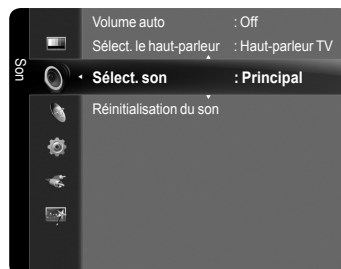 Son
Volume auto : Off
Sélect. le haut-parleur : Haut-parleur TV
Sélect. son : Principal
Réinitialisation du son